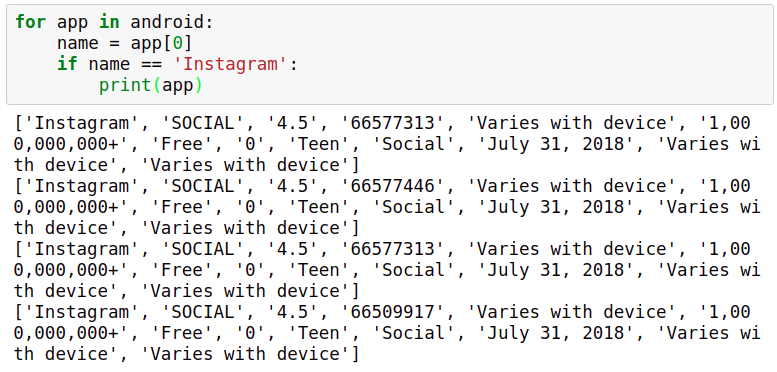 for app in android:
    name = app[0]
    if name == 'Instagram':
        print(app)
['Instagram', 'SOCIAL', '4.5', '66577313', 'Varies with device', '1,00
0,000,000+', 'Free', '0', 'Teen', 'Social', 'July 31, 2018', 'Varies wi
th device', 'Varies with device']
['Instagram', 'SOCIAL', '4.5', '66577446', 'Varies with device', '1,00
0,000,000+', 'Free', '0', 'Teen', 'Social', 'July 31, 2018', 'Varies wi
th device', 'Varies with device']
['Instagram', 'SOCIAL', '4.5', '66577313', 'Varies with device', '1,00
0,000,000+', 'Free', '0', 'Teen', 'Social', 'July 31, 2018', 'Varies wi
th device', 'Varies with device']
['Instagram', 'SOCIAL', '4.5', '66509917', 'Varies with device', '1,00
0,000,000+', 'Free', '0', 'Teen', 'Social', 'July 31, 2018', 'Varies wi
th device', 'Varies with device']